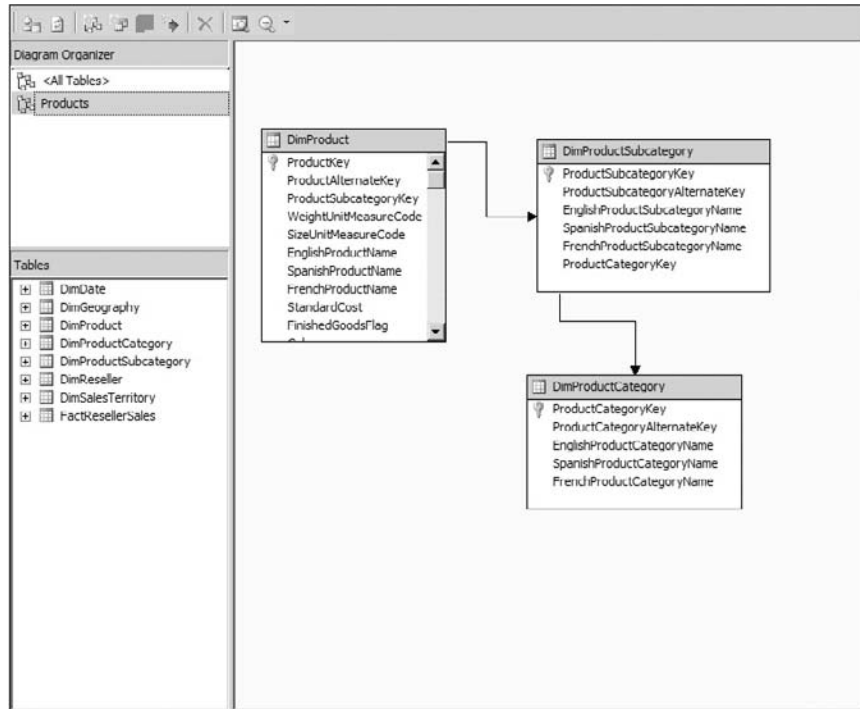 Diagram Organizer
<All Tables>
Products
Tables
DimDate
DimGeography
DimProduct
DimProductCategory
DimProductSubcategory
DimReseller
DimSalesTerritory
FactResellerSales
DimProduct
ProductKey
ProductAlternateKey
ProductSubcategoryKey
WeightUnitMeasureCode
SizeUnitMeasureCode
EnglishProductName
SpanishProductName
FrenchProductName
StandardCost
FinishedGoodsFlag
DimProductSubcategory
ProductSubcategoryKey
ProductSubcategoryAlternateKey
EnglishProductSubcategoryName
SpanishProductSubcategoryName
FrenchProductSubcategoryName
ProductCategoryKey
DimProductCategory
ProductCategoryKey
ProductCategoryAlternateKey
EnglishProductCategoryName
SpanishProductCategoryName
FrenchProductCategoryName